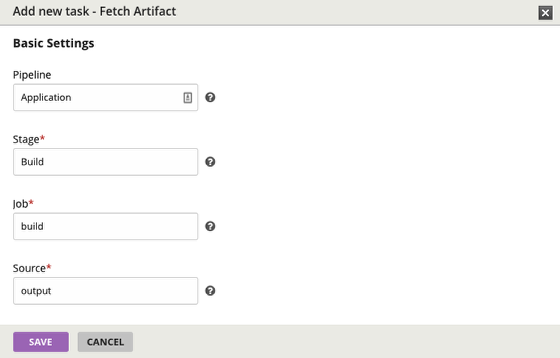 Add new task - Fetch Artifact
Basic Settings
Pipeline
Application
Stage*
Build
Job*
build
Source*
output
SAVE CANCEL